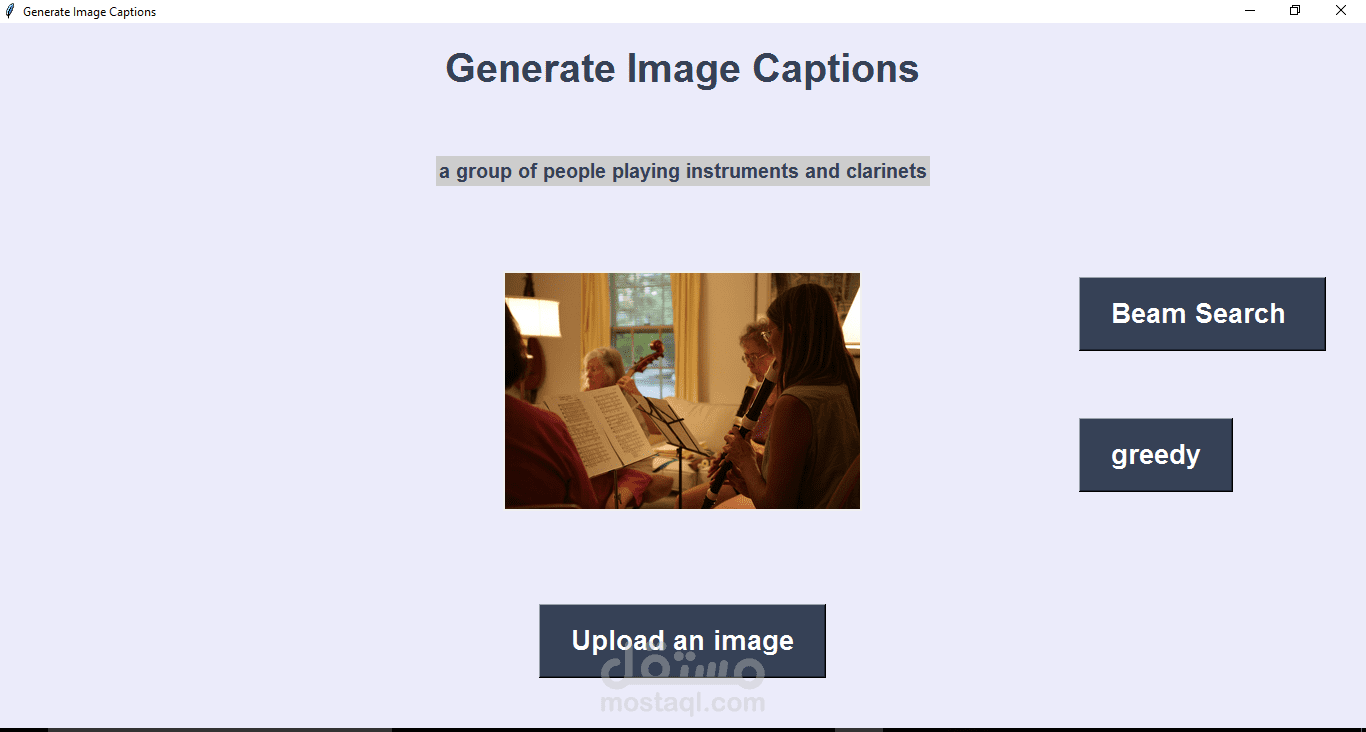 Generate Image Captions
Generate Image Captions
a group of people playing instruments and clarinets
Beam Search
greedy
Upload an image
مستقل
mostaql.com